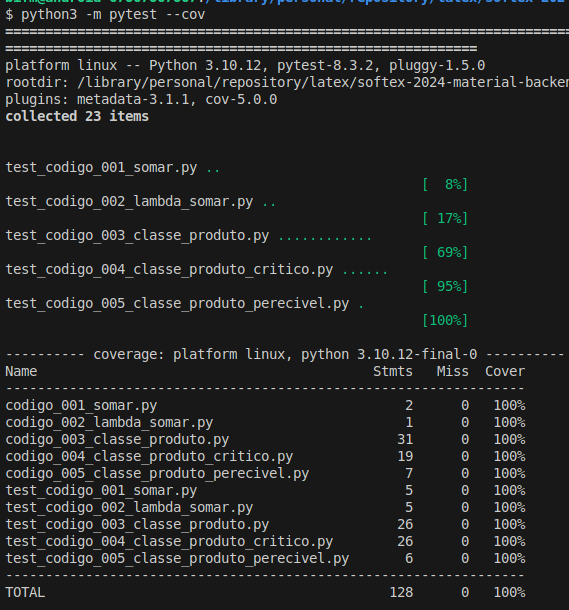 $ python3 -m pytest --cov
================================================================
=====================================================
platform linux -- Python 3.10.12, pytest-8.3.2, pluggy-1.5.0
rootdir: /library/personal/repository/latex/softex-2024-material-backen
plugins: metadata-3.1.1, cov-5.0.0
collected 23 items
test_codigo_001_somar.py ..
[  8%]
test_codigo_002_lambda_somar.py ..
[ 17%]
test_codigo_003_classe_produto.py ............
[ 69%]
test_codigo_004_classe_produto_critico.py ......
[ 95%]
test_codigo_005_classe_produto_perecivel.py .
[100%]
---------- coverage: platform linux, python 3.10.12-final-0 ----------
Name Stmts Miss Cover
-----------------------------------------------------------------
codigo_001_somar.py 2 0 100%
codigo_002_lambda_somar.py 1 0 100%
codigo_003_classe_produto.py 31 0 100%
codigo_004_classe_produto_critico.py 19 0 100%
codigo_005_classe_produto_perecivel.py 7 0 100%
test_codigo_001_somar.py 5 0 100%
test_codigo_002_lambda_somar.py 5 0 100%
test_codigo_003_classe_produto.py 26 0 100%
test_codigo_004_classe_produto_critico.py 26 0 100%
test_codigo_005_classe_produto_perecivel.py 6 0 100%
-----------------------------------------------------------------
TOTAL 128 0 100%